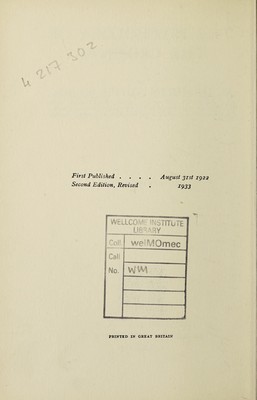 4 217 302
First Published . . . . August 31st 1922
Second Edition, Revised . 1933
WELLCOME INSTITUTE
LIBRARY
Coll. welMOmec
Call
No. WM
PRINTED IN GREAT BRITAIN